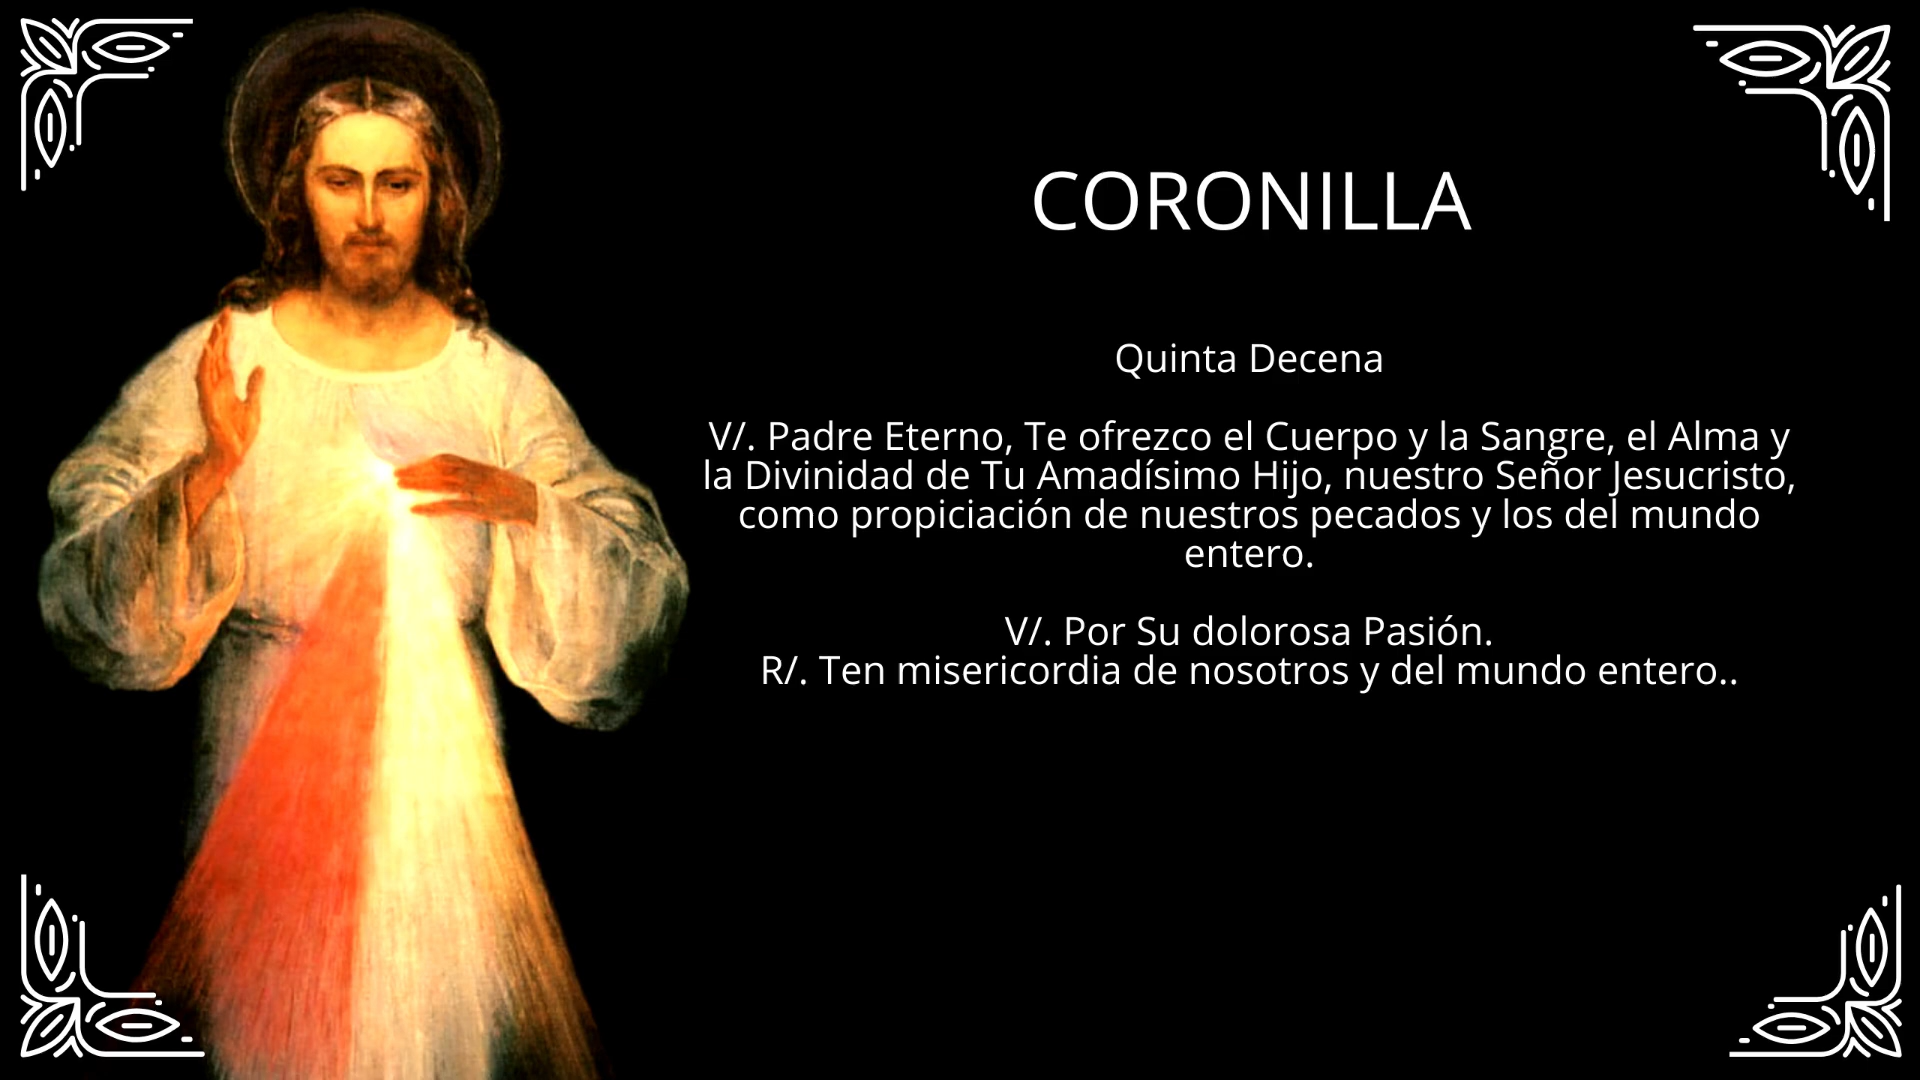 CORONILLA
Quinta Decena
V/. Padre Eterno, Te ofrezco el Cuerpo y la Sangre, el Alma y
la Divinidad de Tu Amadísimo Hijo, nuestro Señor Jesucristo,
como propiciación de nuestros pecados y los del mundo
entero.
V/. Por Su dolorosa Pasión.
R/. Ten misericordia de nosotros y del mundo entero..